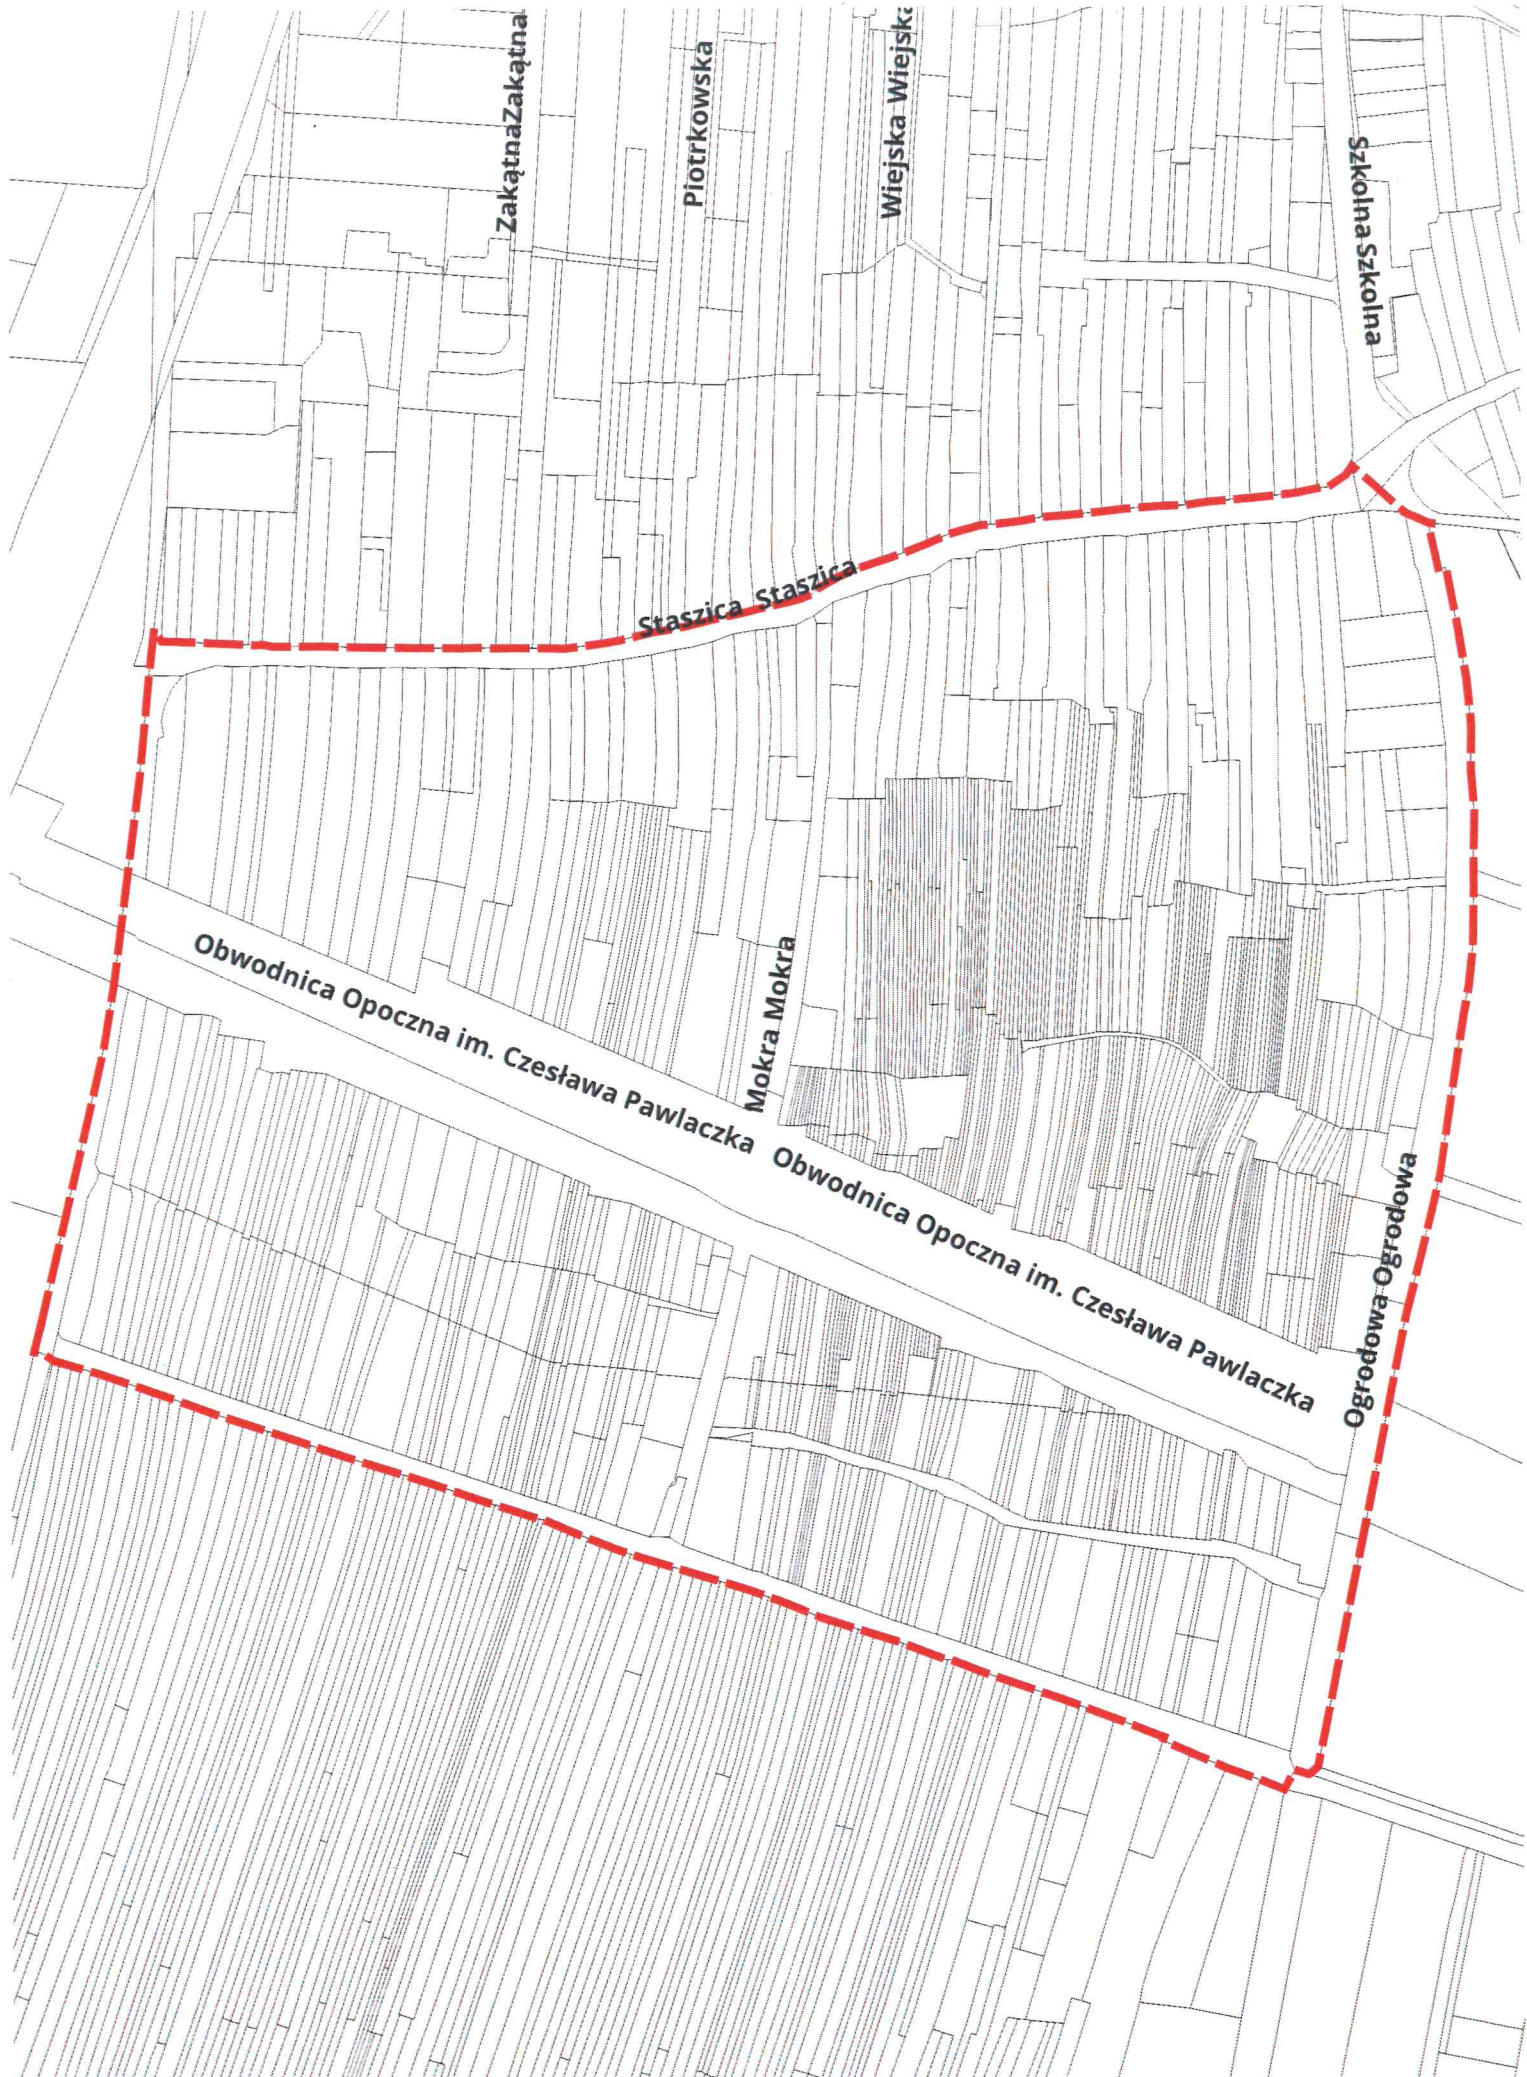 ZakątnaZakątna
Piotrkowska
Wiejska Wiejska
Szkolna Szkolna
Staszica Staszica
Obwodnica Opoczna im. Czesława Pawlaczka
Mokra Mokra
Obwodnica Opoczna im. Czesława Pawlaczka
Ogrodowa Ogrodowa